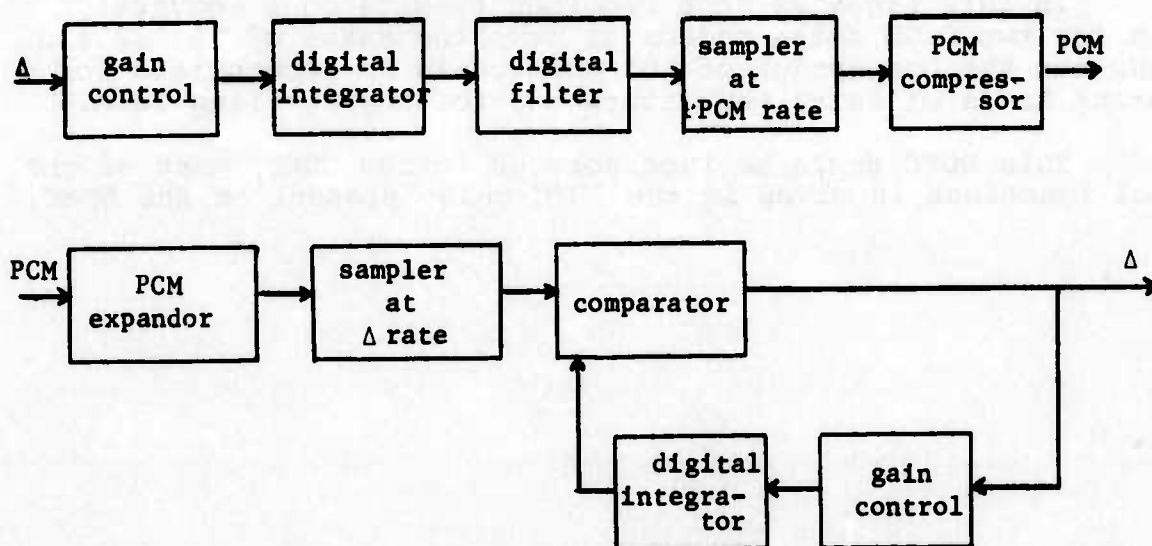 Δ
gain
control
digital
integrator
digital
filter
sampler
at
PCM rate
PCM
compres-
sor
PCM
PCM
PCM
expandor
sampler
at
Δ rate
comparator
Δ
digital
integra-
tor
gain
control